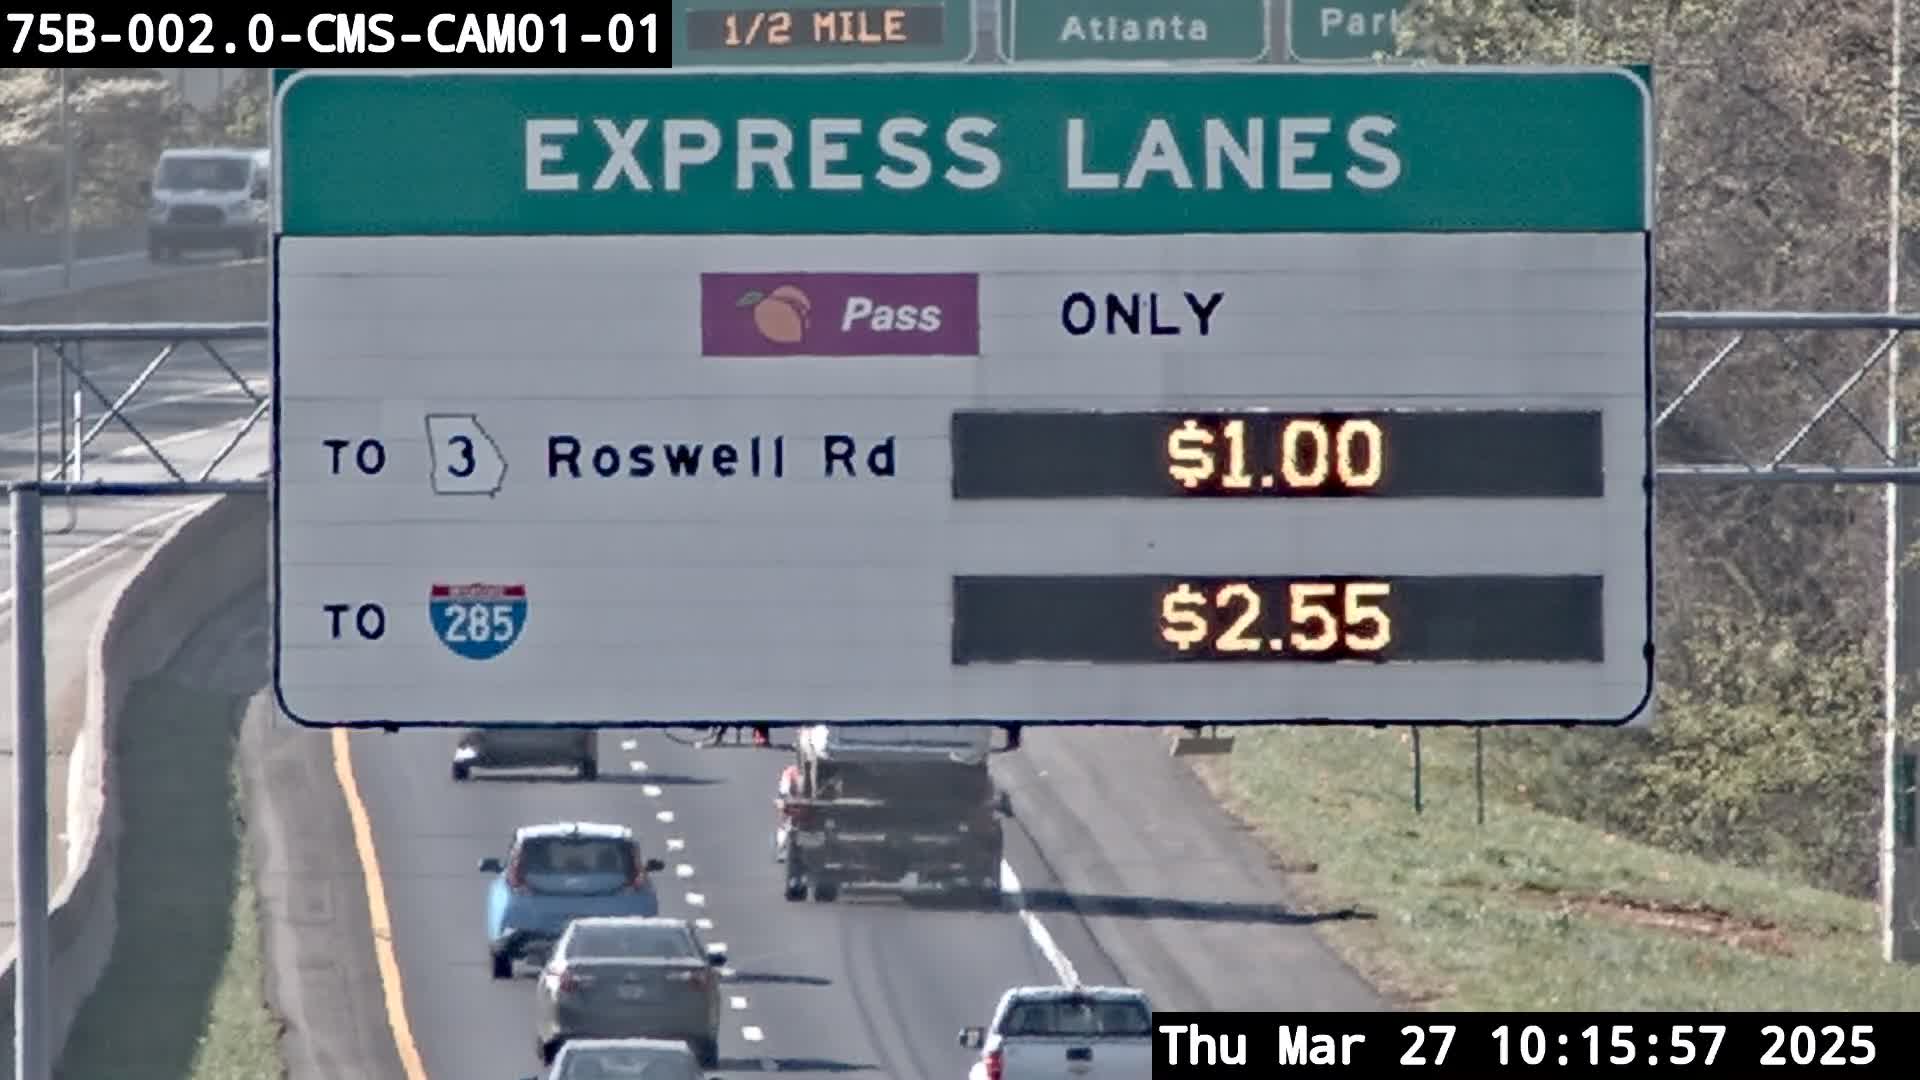 75B-002.0-CMS-CAM01-01
1/2 MILE
Atlanta
EXPRESS LANES
Pass ONLY
TO 3 Roswell Rd $1.00
TO 285 $2.55
Thu Mar 27 10:15:57 2025